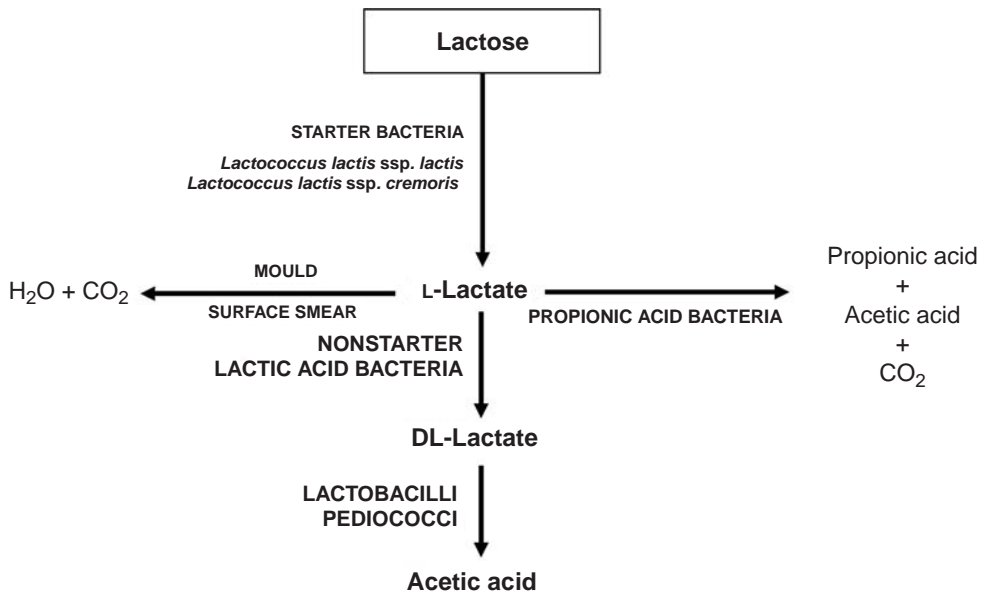 Lactose
STARTER BACTERIA
Lactococcus lactis ssp. lactis
Lactococcus lactis ssp. cremoris
MOULD
H₂O + CO₂
SURFACE SMEAR
L-Lactate
PROPIONIC ACID BACTERIA
Propionic acid
+
Acetic acid
+
CO₂
NONSTARTER
LACTIC ACID BACTERIA
DL-Lactate
LACTOBACILLI
PEDIOCOCCI
Acetic acid